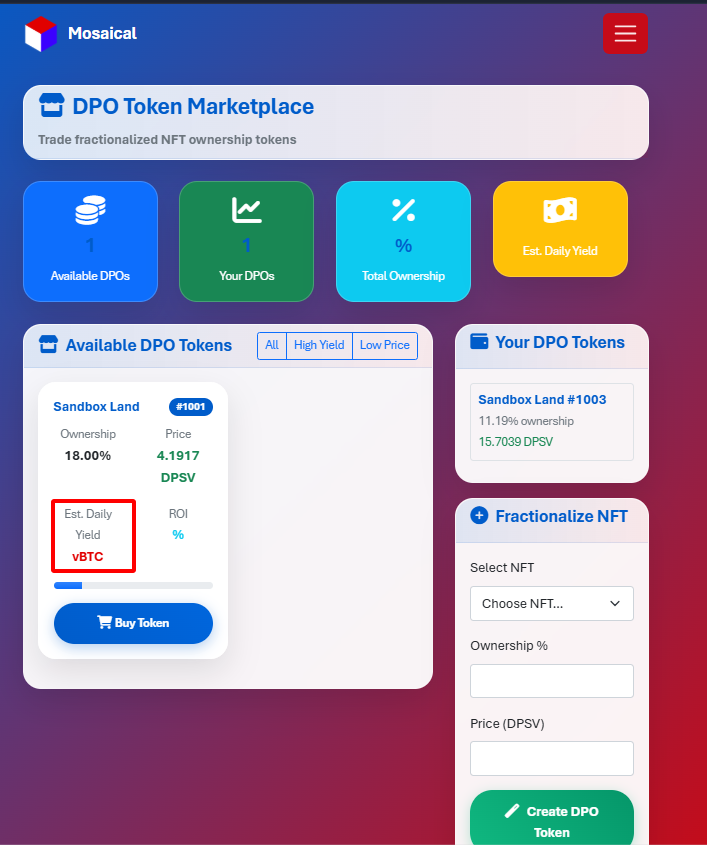 Mosaical
DPO Token Marketplace
Trade fractionalized NFT ownership tokens
1
Available DPOs
1
Your DPOs
%
Total Ownership
Est. Daily Yield
Available DPO Tokens
All
High Yield
Low Price
Sandbox Land
#1001
Ownership
18.00%
Price
4.1917
DPSV
Est. Daily
Yield
vBTC
ROI
%
Buy Token
Your DPO Tokens
Sandbox Land #1003
11.19% ownership
15.7039 DPSV
Fractionalize NFT
Select NFT
Choose NFT...
Ownership %
Price (DPSV)
Create DPO
Token